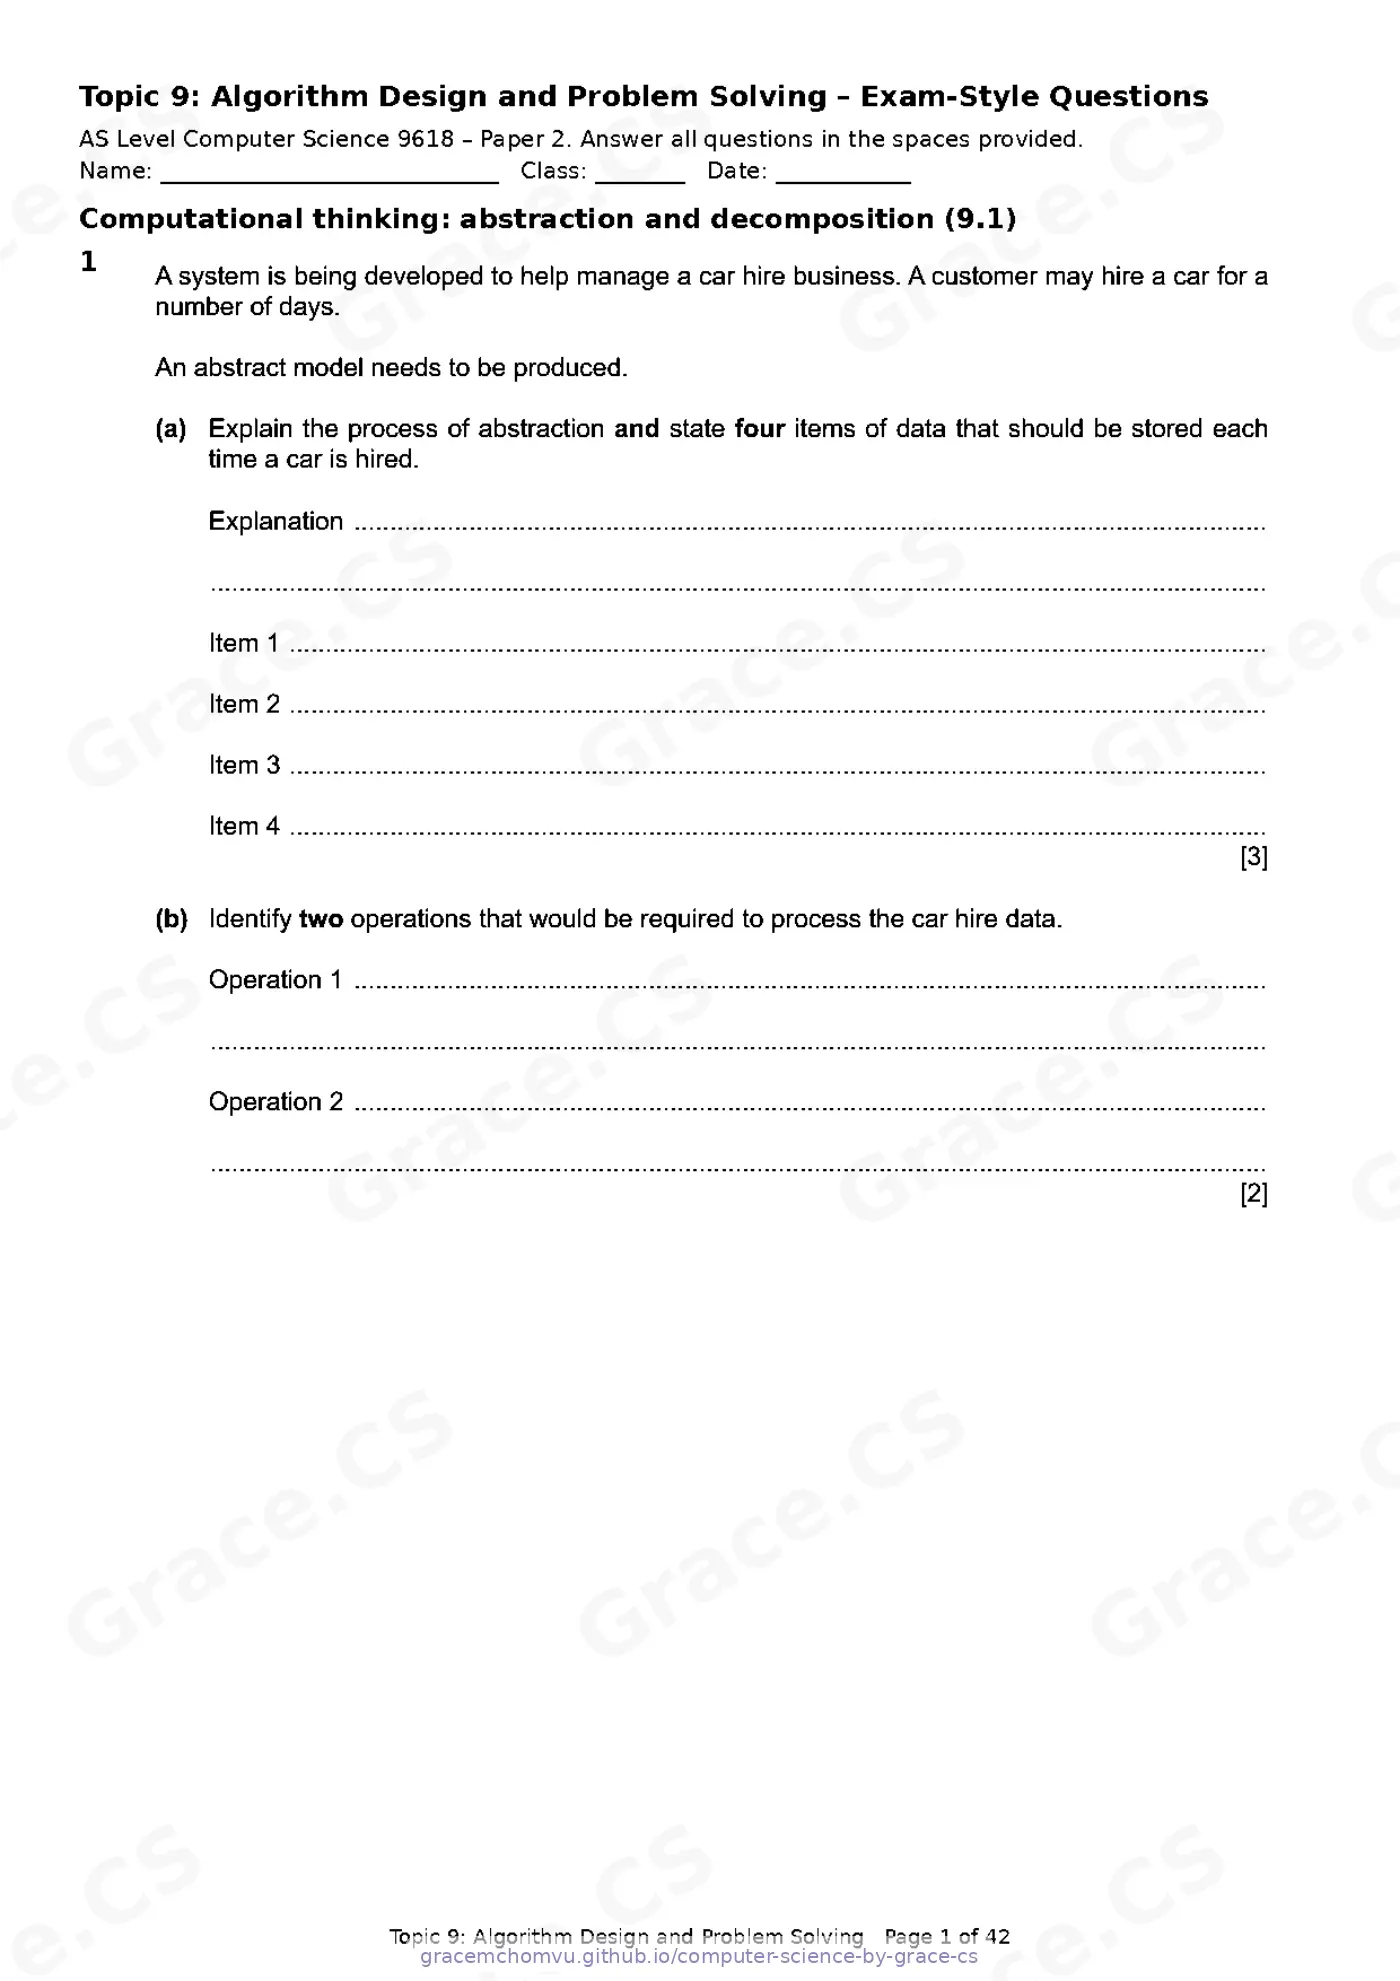 Topic 9: Algorithm Design and Problem Solving – Exam-Style Questions
AS Level Computer Science 9618 – Paper 2. Answer all questions in the spaces provided.
Name: ______________________________ Class: ________ Date: ____________
Computational thinking: abstraction and decomposition (9.1)
1
A system is being developed to help manage a car hire business. A customer may hire a car for a
number of days.
An abstract model needs to be produced.
(a) Explain the process of abstraction and state four items of data that should be stored each
time a car is hired.
Explanation ................................................................
................................................................
Item 1 ................................................................
Item 2 ................................................................
Item 3 ................................................................
Item 4 ................................................................
[3]
(b) Identify two operations that would be required to process the car hire data.
Operation 1 ................................................................
................................................................
Operation 2 ................................................................
................................................................
[2]
Topic 9: Algorithm Design and Problem Solving Page 1 of 42
gracemchomvu.github.io/computer-science-by-grace-cs
Grace.CS